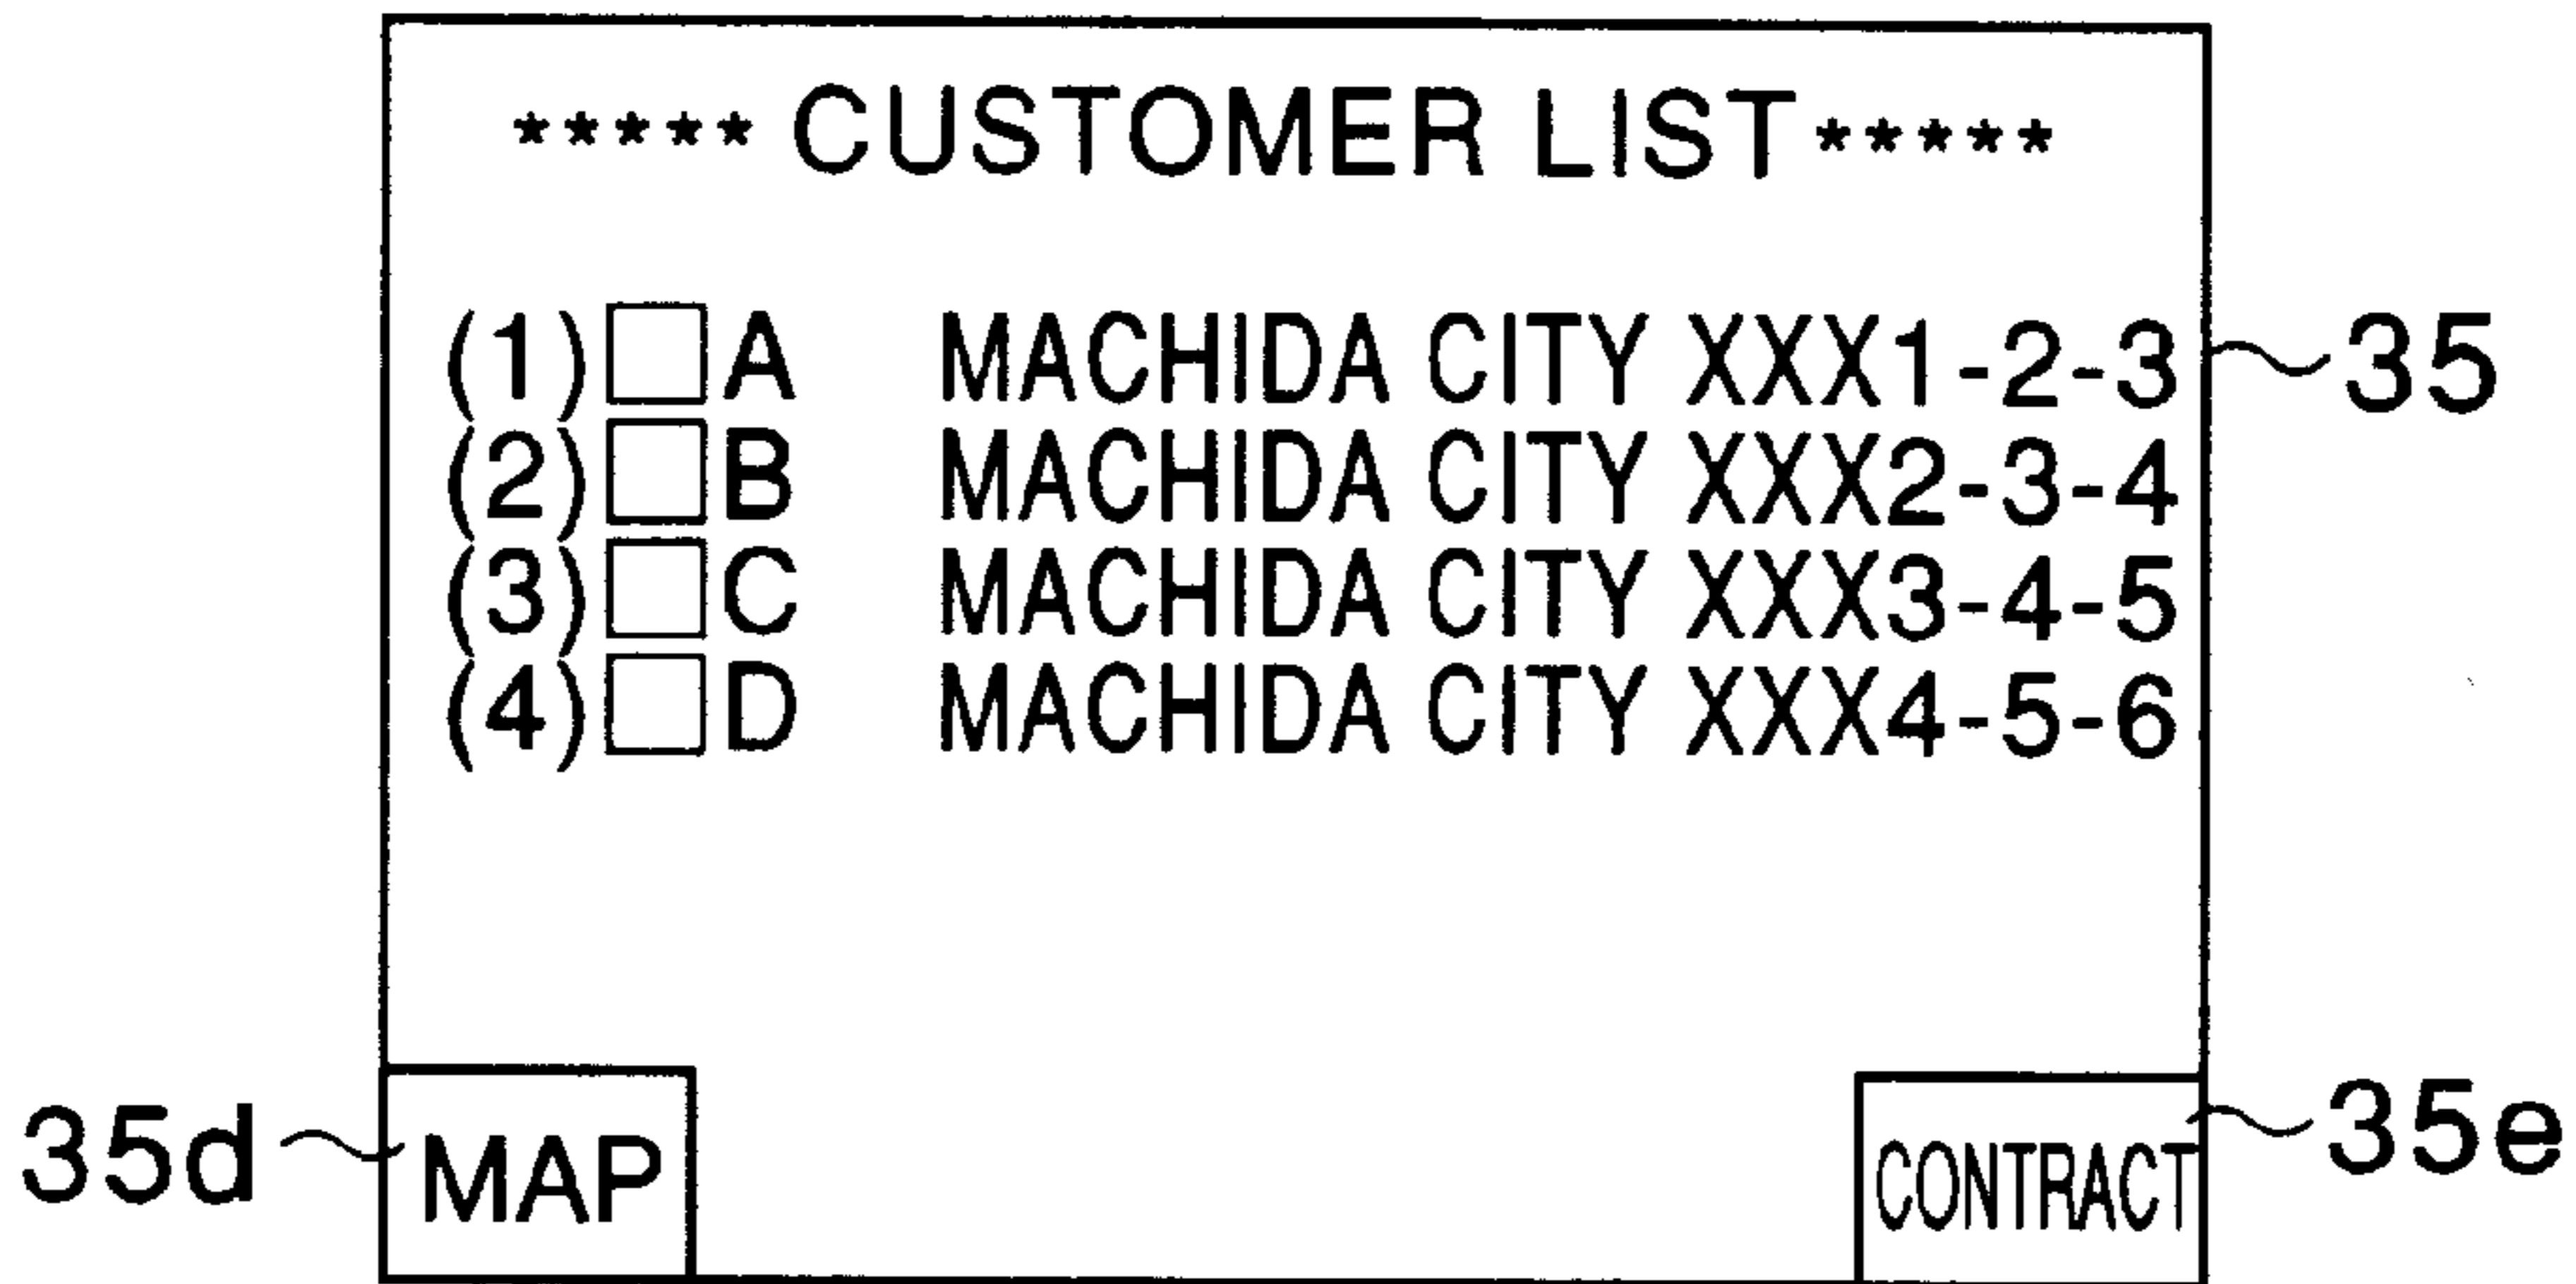 ***** CUSTOMER LIST *****
(1) □ A MACHIDA CITY XXX1-2-3
35
(2) □ B MACHIDA CITY XXX2-3-4
(3) □ C MACHIDA CITY XXX3-4-5
(4) □ D MACHIDA CITY XXX4-5-6
35d
MAP
CONTRACT
35e